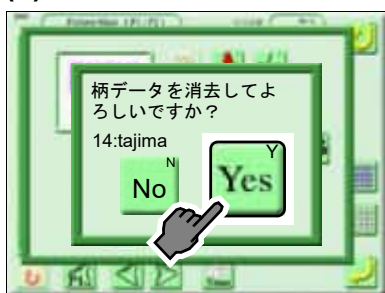 柄データを消去してよ
ろしいですか？
14:tajima
N
No
Y
Yes